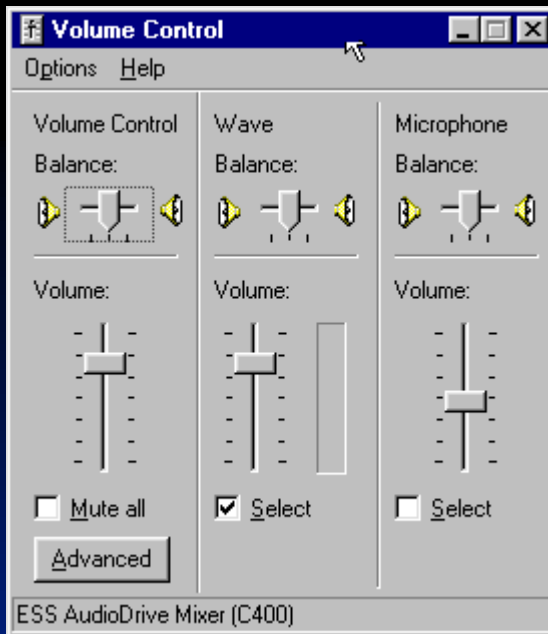 Volume Control
Options Help
Volume Control
Balance:
Volume:
Mute all
Advanced
Wave
Balance:
Volume:
Select
Microphone
Balance:
Volume:
Select
ESS AudioDrive Mixer (C400)